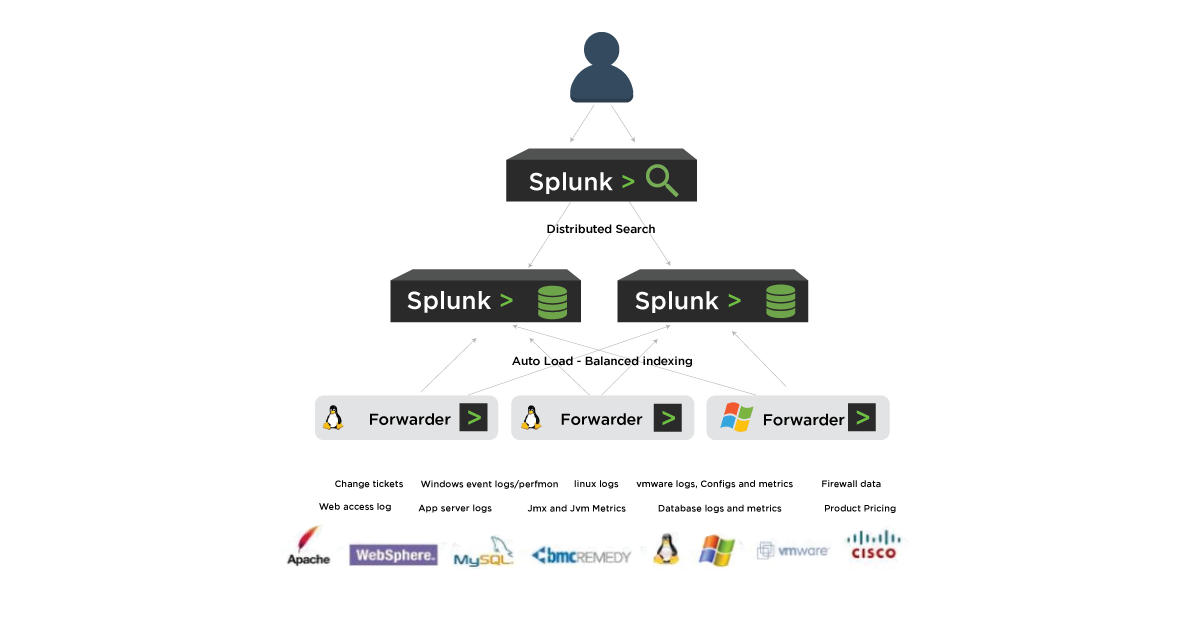 Splunk >
Distributed Search
Splunk > Splunk >
Auto Load - Balanced indexing
Forwarder > Forwarder > Forwarder >
Change tickets Windows event logs/perfmon linux logs vmware logs, Configs and metrics Firewall data
Web access log App server logs Jmx and Jvm Metrics Database logs and metrics Product Pricing
Apache WebSphere. MySQL bmcREMEDY vmware CISCO